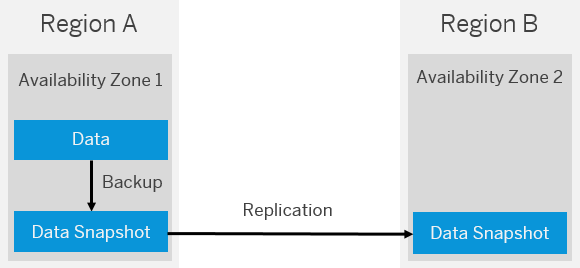 Region A
Region B
Availability Zone 1
Availability Zone 2
Data
Backup
Replication
Data Snapshot
Data Snapshot